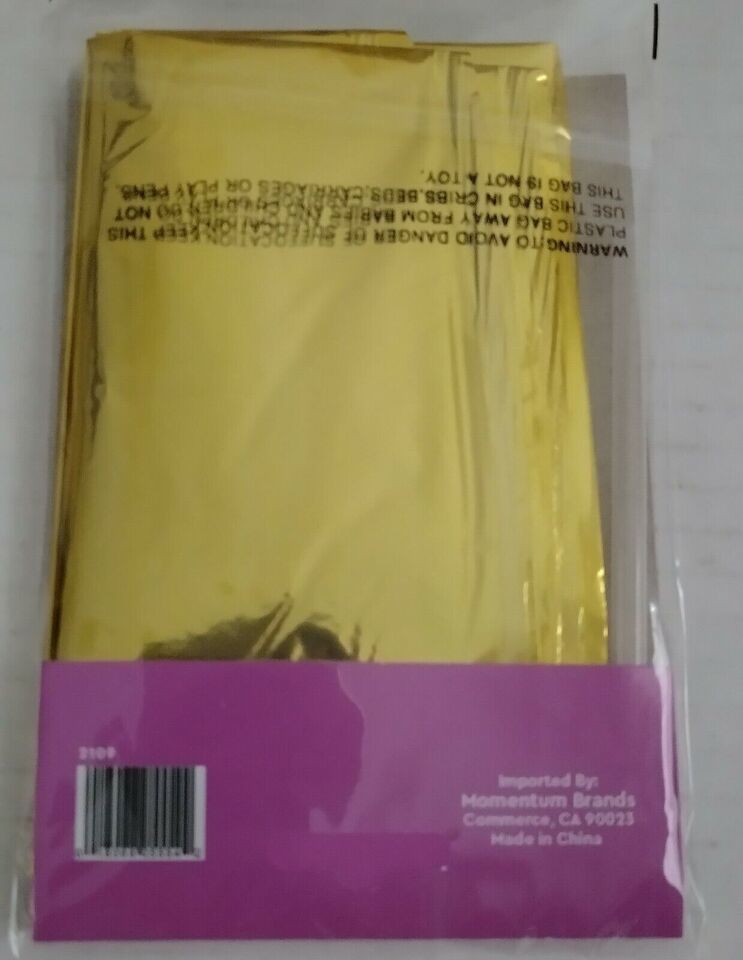 WARNING:TO AVOID DANGER OF SUFFOCATION KEEP THIS
PLASTIC BAG AWAY FROM BABIES AND CHILDREN DO NOT
USE THIS BAG IN CRIBS.BEDS.CARRIAGES OR PLAY PENS.
THIS BAG IS NOT A TOY.
3109
Imported By:
Momentum Brands
Commerce, CA 90023
Made in China